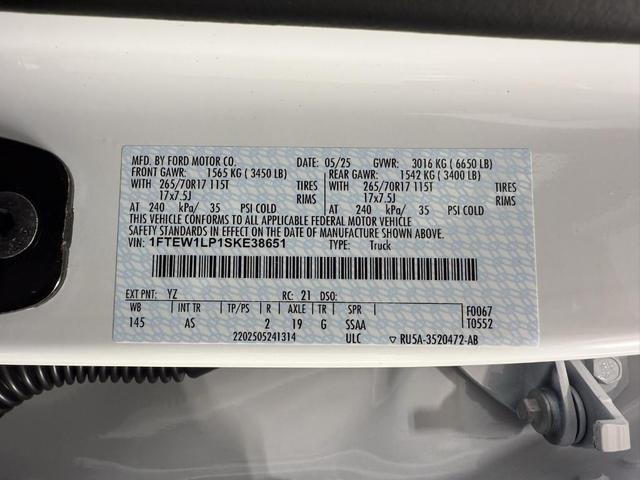 MFD. BY FORD MOTOR CO. 05/25 GVWR: 3016 KG ( 6650 LB)
FRONT GAWR: 1565 KG ( 3450 LB) REAR GAWR: 1542 KG ( 3400 LB)
WITH 265/70R17 115T TIRES WITH 265/70R17 115T TIRES
17x7.5J RIMS 17x7.5J RIMS
AT 240 kPa/ 35 PSI COLD AT 240 kPa/ 35 PSI COLD
THIS VEHICLE CONFORMS TO ALL APPLICABLE FEDERAL MOTOR VEHICLE
SAFETY STANDARDS IN EFFECT ON THE DATE OF MANUFACTURE SHOWN ABOVE.
VIN: 1FTEW1LP1SKE38651 TYPE: Truck
EXT PNT: YZ RC: 21 DSO: F0067
WB INT TR TP/PS R AXLE TR SPR T0552
145 AS 2 19 G SSAA
2202505241314 ULC ▽ RU5A-3520472-AB